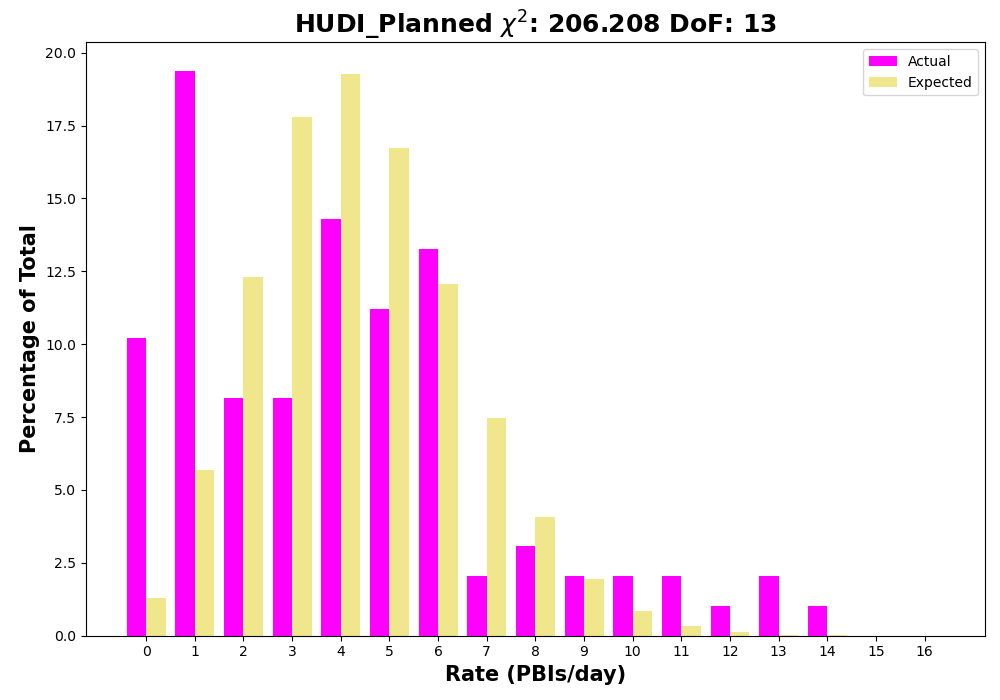 HUDI_Planned χ²: 206.208 DoF: 13
20.0
17.5
15.0
12.5
10.0
7.5
5.0
2.5
0.0
Percentage of Total
Actual
Expected
0 1 2 3 4 5 6 7 8 9 10 11 12 13 14 15 16
Rate (PBIs/day)